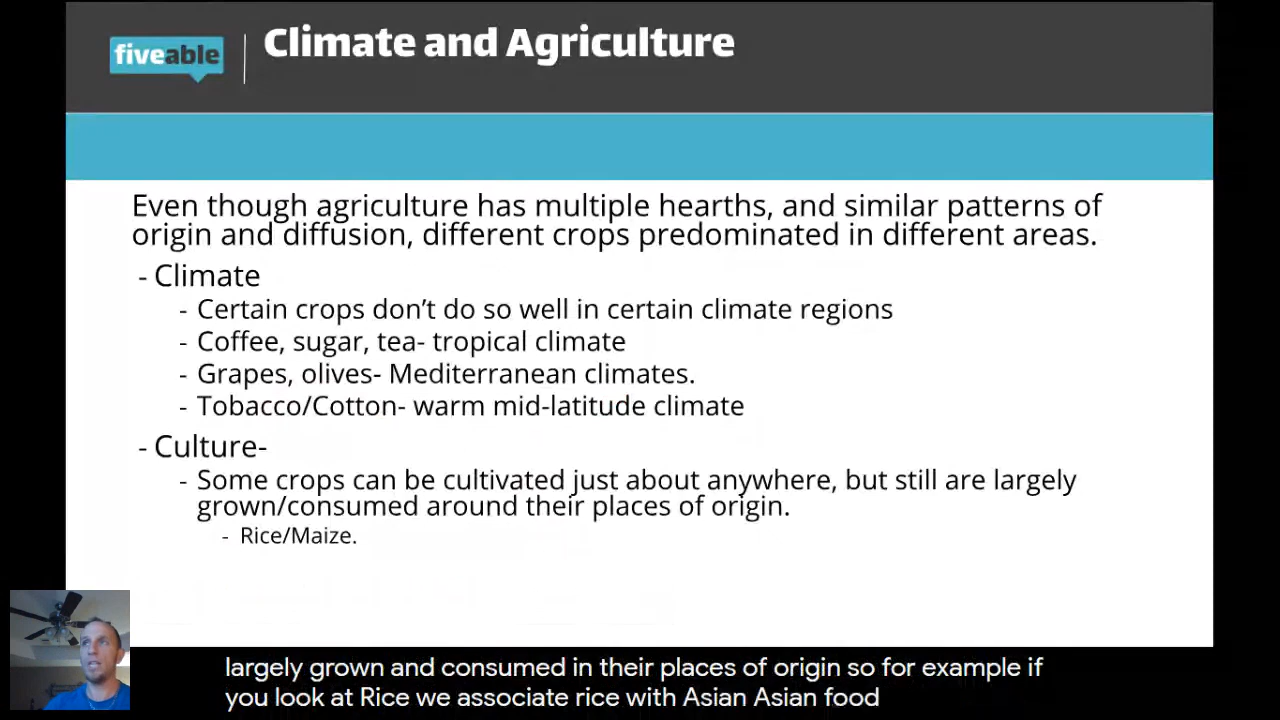 fiveable
Climate and Agriculture
Even though agriculture has multiple hearths, and similar patterns of
origin and diffusion, different crops predominated in different areas.
- Climate
- Certain crops don’t do so well in certain climate regions
- Coffee, sugar, tea- tropical climate
- Grapes, olives- Mediterranean climates.
- Tobacco/Cotton- warm mid-latitude climate
- Culture-
- Some crops can be cultivated just about anywhere, but still are largely
grown/consumed around their places of origin.
- Rice/Maize.
largely grown and consumed in their places of origin so for example if
you look at Rice we associate rice with Asian Asian food